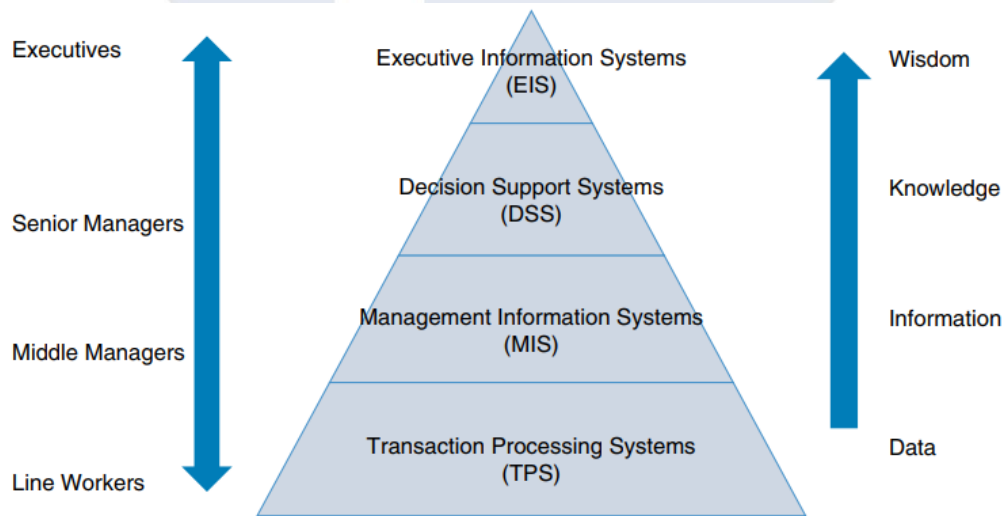 Executives
Senior Managers
Middle Managers
Line Workers
Executive Information Systems
(EIS)
Decision Support Systems
(DSS)
Management Information Systems
(MIS)
Transaction Processing Systems
(TPS)
Wisdom
Knowledge
Information
Data